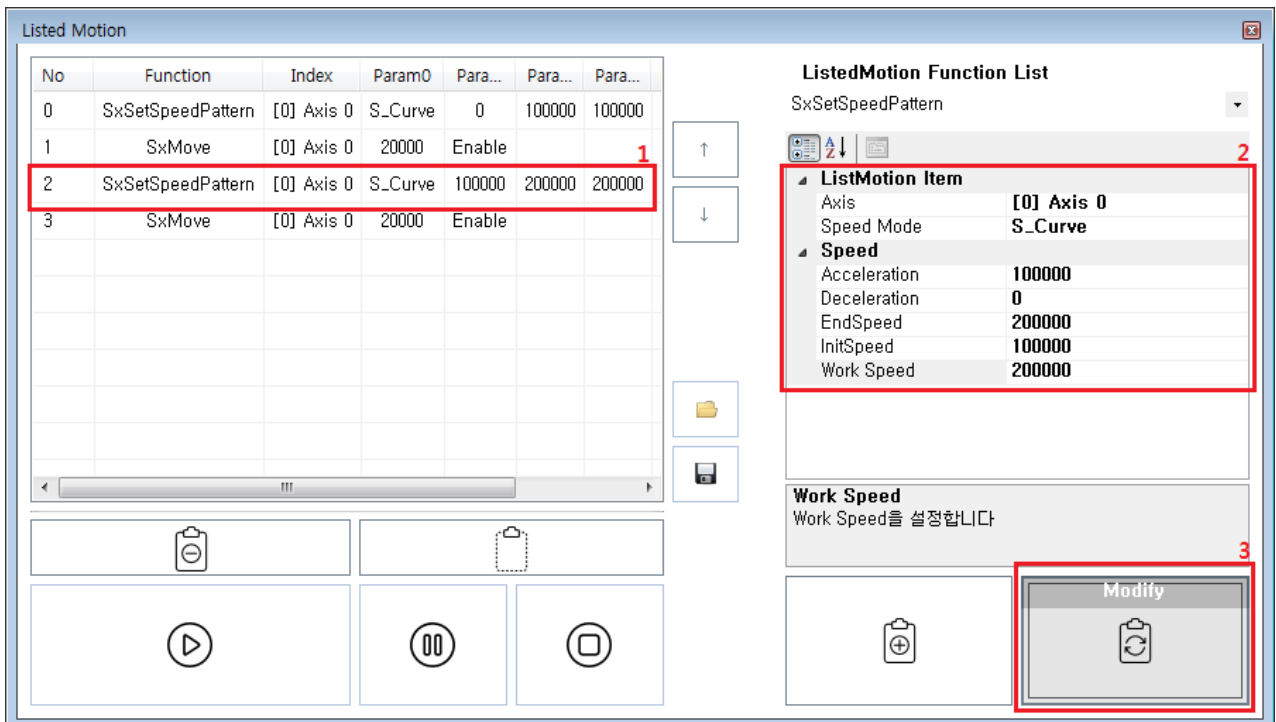 Listed Motion
No Function Index Param0 Para... Para... Para...
0 SxSetSpeedPattern [0] Axis 0 S_Curve 0 100000 100000
1 SxMove [0] Axis 0 20000 Enable
1
2 SxSetSpeedPattern [0] Axis 0 S_Curve 100000 200000 200000
3 SxMove [0] Axis 0 20000 Enable
↑
↓
ListedMotion Function List
SxSetSpeedPattern
2
ListMotion Item
Axis [0] Axis 0
Speed Mode S_Curve
Speed
Acceleration 100000
Deceleration 0
EndSpeed 200000
InitSpeed 100000
Work Speed 200000
Work Speed
Work Speed을 설정합니다
3
Modify